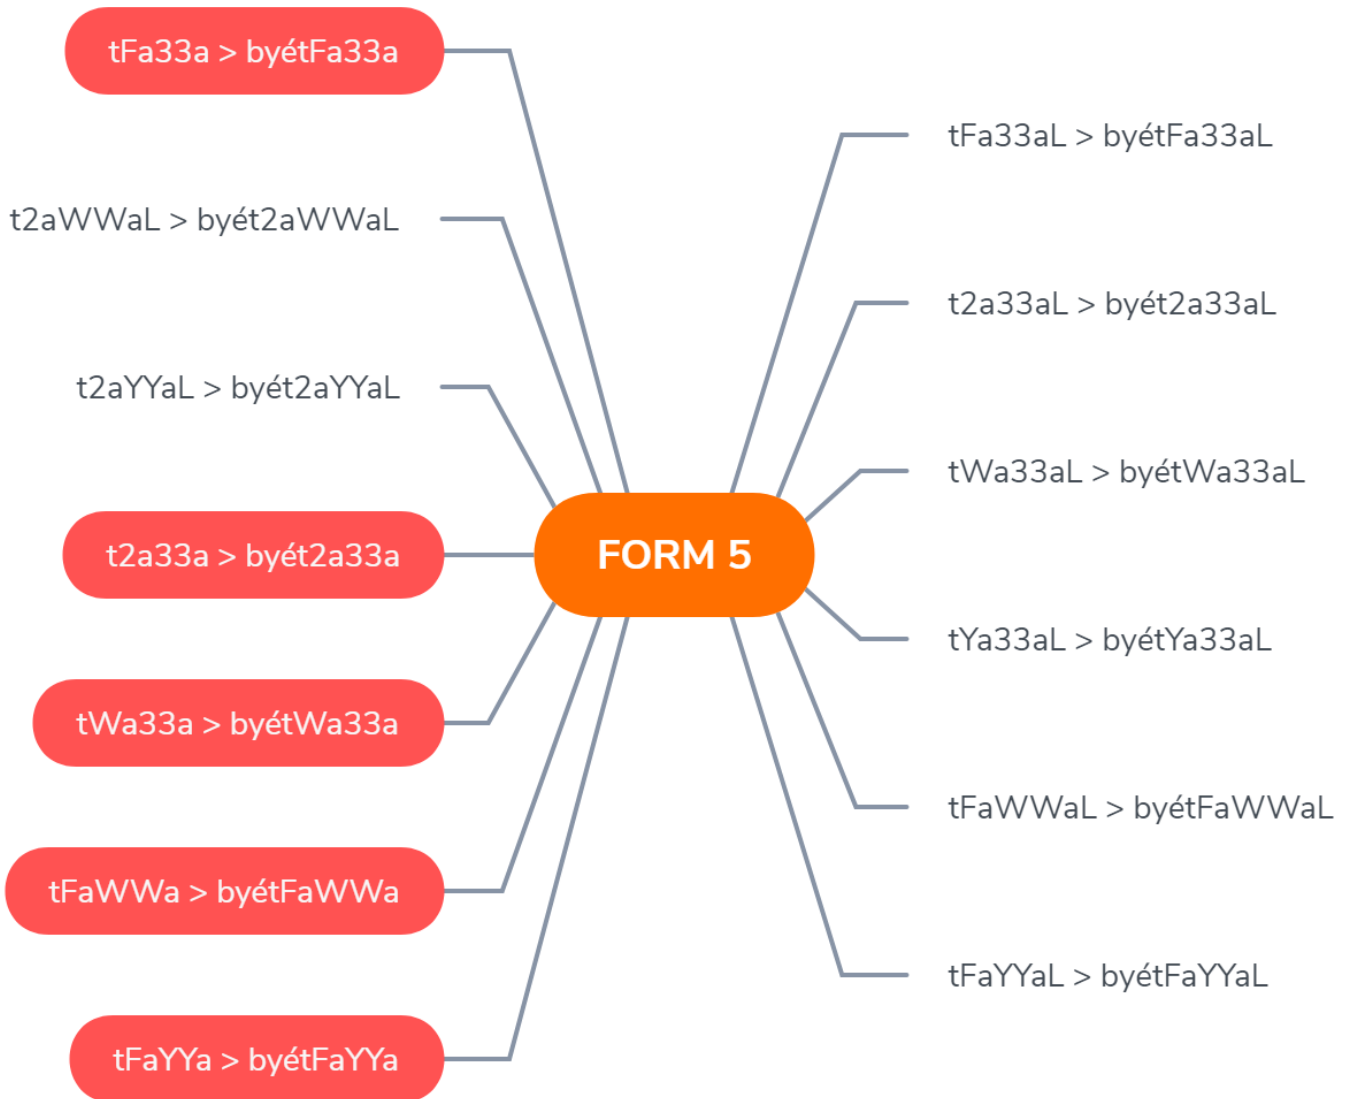 tFa33a > byétFa33a
t2aWWaL > byét2aWWaL
t2aYYaL > byét2aYYaL
t2a33a > byét2a33a
tWa33a > byétWa33a
tFaWWa > byétFaWWa
tFaYYa > byétFaYYa
FORM 5
tFa33aL > byétFa33aL
t2a33aL > byét2a33aL
tWa33aL > byétWa33aL
tYa33aL > byétYa33aL
tFaWWaL > byétFaWWaL
tFaYYaL > byétFaYYaL